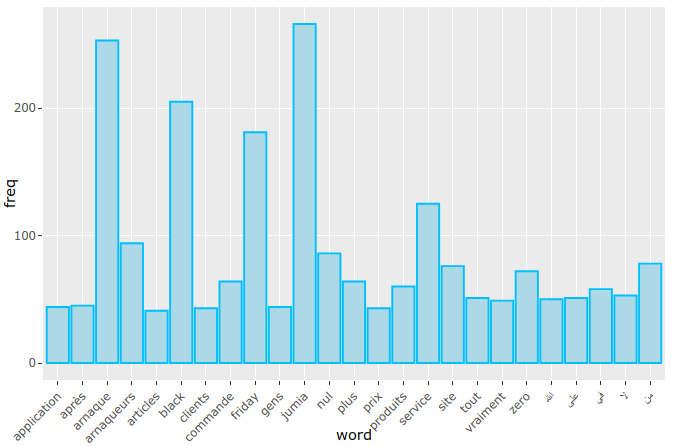 freq
200
100
0
application
après
arnaque
arnaqueurs
articles
black
clients
commande
friday
gens
jumia
nul
plus
prix
produits
service
site
tout
vraiment
zero
الله
على
في
لا
من
word